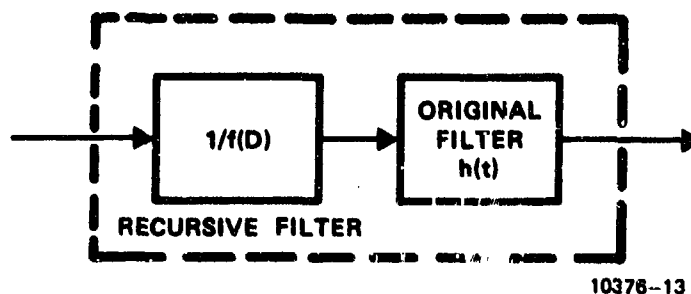 1/f(D)
ORIGINAL
FILTER
h(t)
RECURSIVE FILTER
10376-13